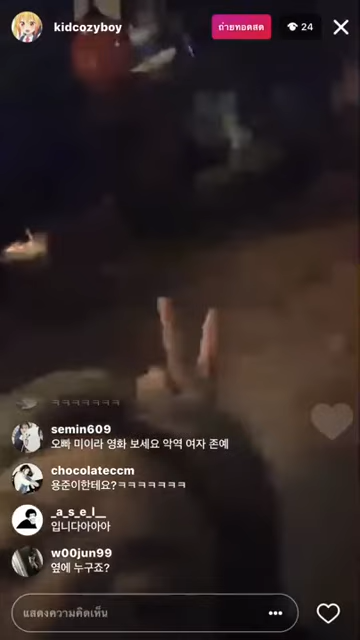 kidcozyboy
ถ่ายทอดสด
24
ㅋㅋㅋㅋㅋㅋㅋ
semin609
오빠 미이라 영화 보세요 악역 여자 존예
chocolateccm
용준이한테요?ㅋㅋㅋㅋㅋㅋㅋ
_a_s_e_l__
입니다아아아
w00jun99
옆에 누구죠?
แสดงความคิดเห็น